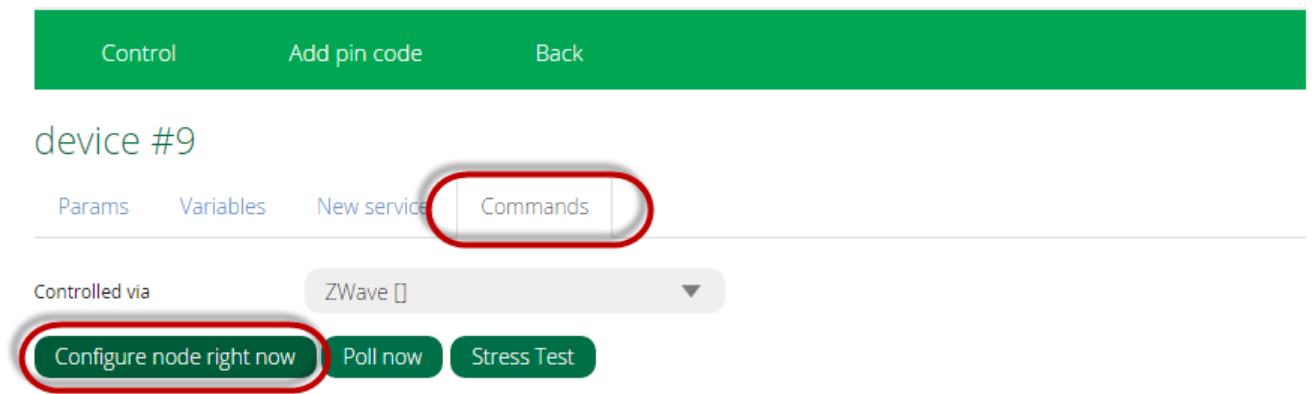 Control Add pin code Back
device #9
Params Variables New service Commands
Controlled via ZWave []
Configure node right now Poll now Stress Test